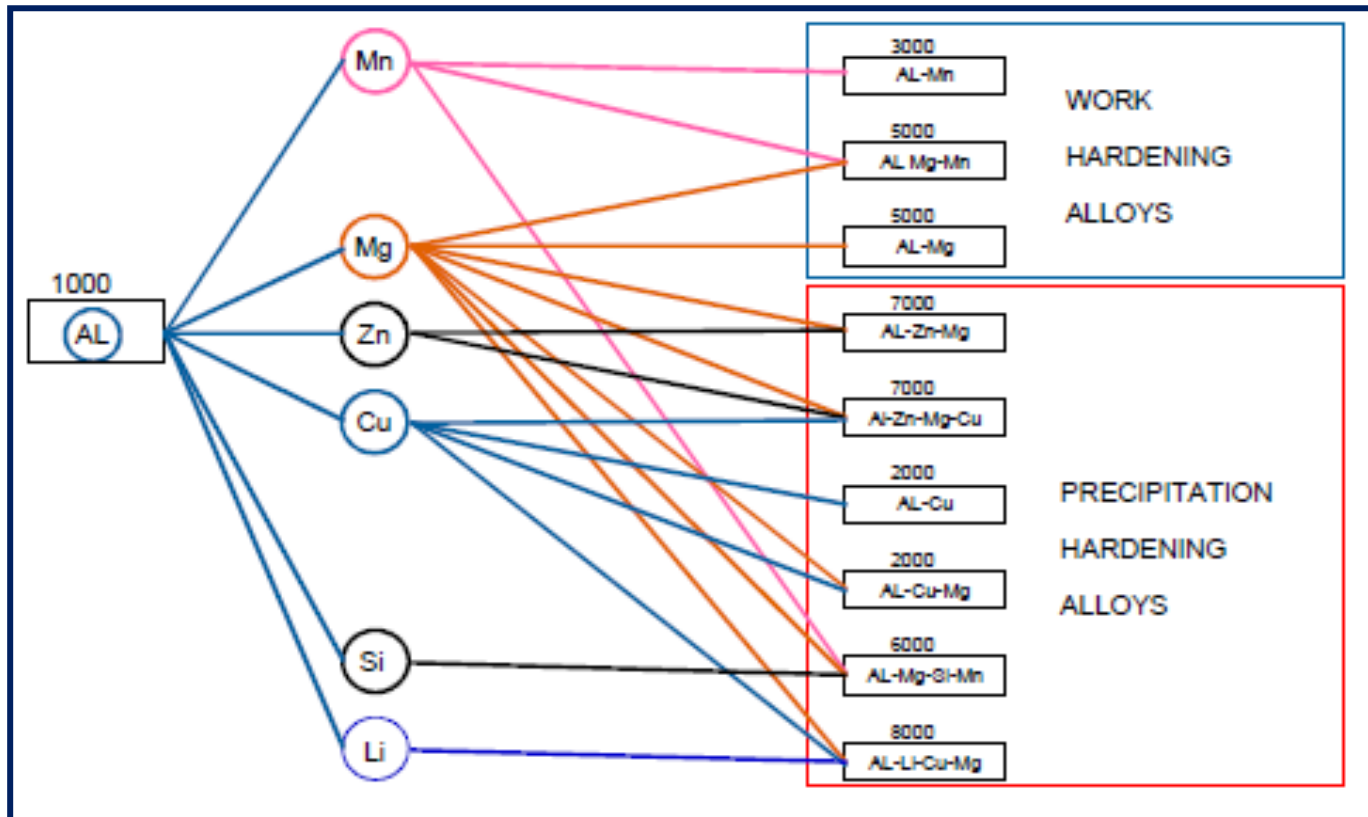 1000
AL
Mn
Mg
Zn
Cu
Si
Li
3000
AL-Mn
5000
AL Mg-Mn
5000
AL-Mg
WORK
HARDENING
ALLOYS
7000
AL-Zn-Mg
7000
Al-Zn-Mg-Cu
2000
AL-Cu
2000
AL-Cu-Mg
6000
AL-Mg-Si-Mn
8000
AL-Li-Cu-Mg
PRECIPITATION
HARDENING
ALLOYS